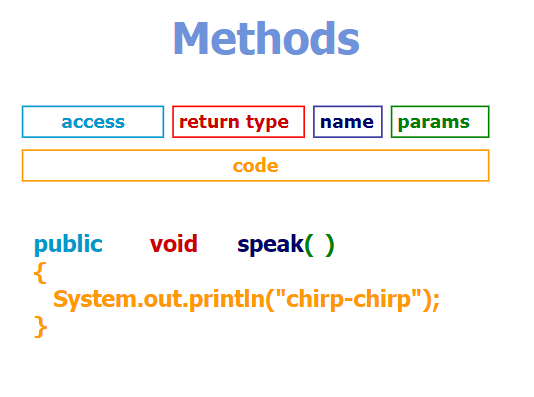 Methods
access return type name params
code
public void speak( )
{
System.out.println("chirp-chirp");
}